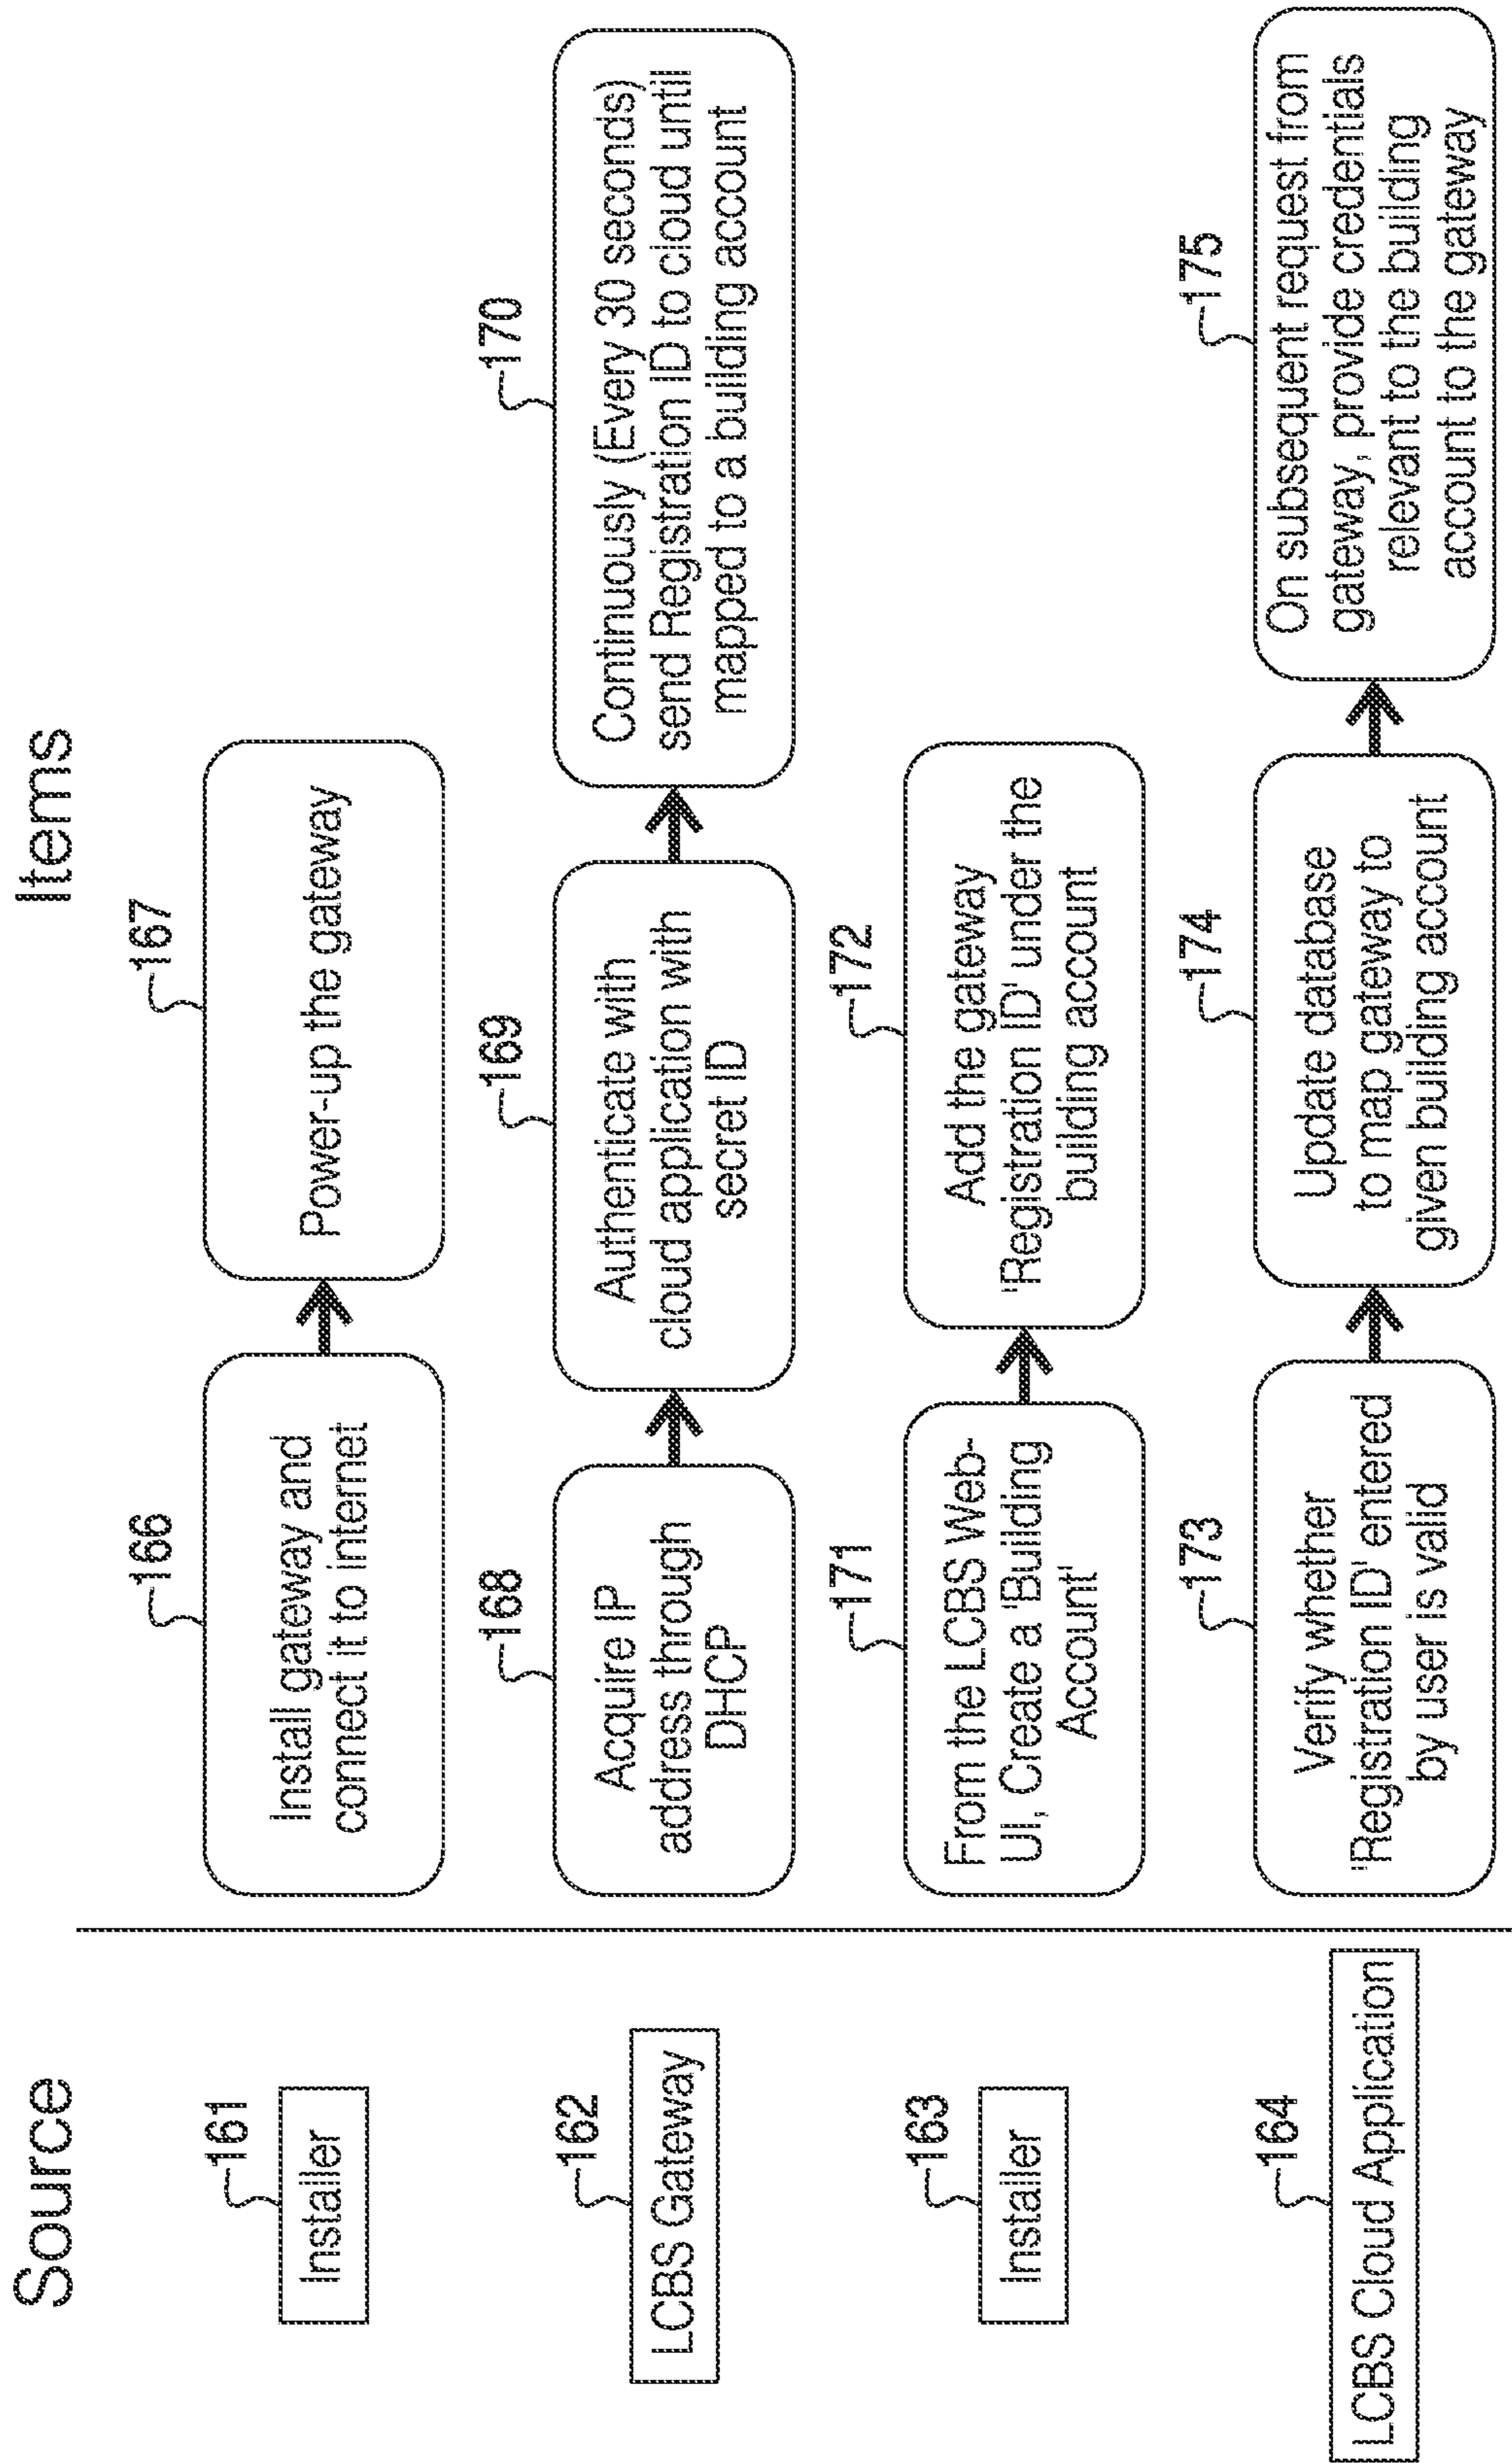 Source
Items
161
Installer
166
Install gateway and
connect it to internet
167
Power-up the gateway
162
LCBS Gateway
168
Acquire IP
address through
DHCP
169
Authenticate with
cloud application with
secret ID
170
Continuously (Every 30 seconds)
send Registration ID to cloud until
mapped to a building account
163
Installer
171
From the LCBS Web-
UI, Create a 'Building
Account'
172
Add the gateway
'Registration ID' under the
building account
164
LCBS Cloud Application
173
Verify whether
'Registration ID' entered
by user is valid
174
Update database
to map gateway to
given building account
175
On subsequent request from
gateway, provide credentials
relevant to the building
account to the gateway